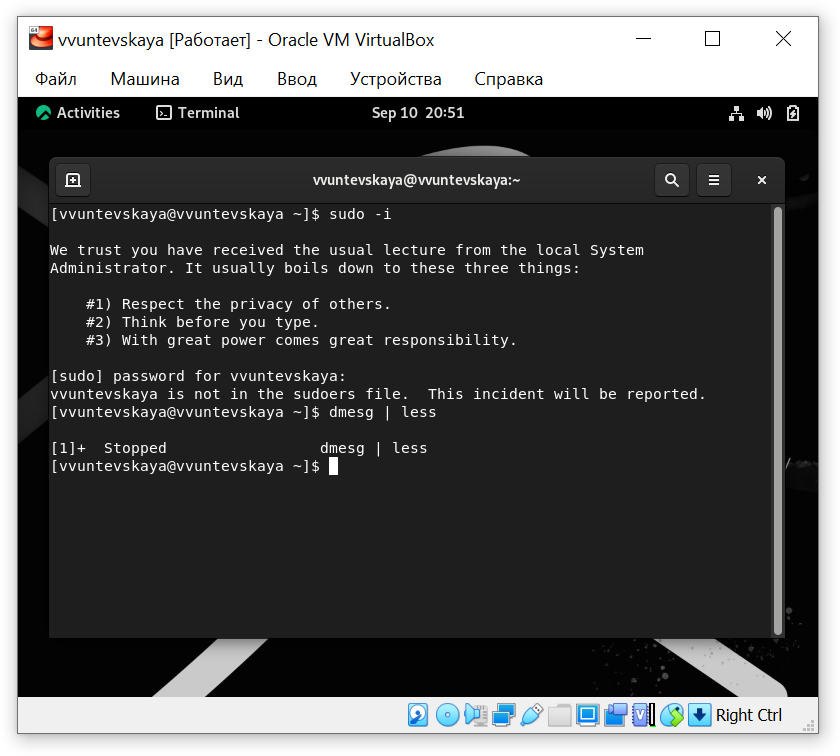 vvuntevskaya [Работает] - Oracle VM VirtualBox
Файл Машина Вид Ввод Устройства Справка
Activities Terminal Sep 10 20:51
vvuntevskaya@vvuntevskaya:~
[vvuntevskaya@vvuntevskaya ~]$ sudo -i
We trust you have received the usual lecture from the local System
Administrator. It usually boils down to these three things:
#1) Respect the privacy of others.
#2) Think before you type.
#3) With great power comes great responsibility.
[sudo] password for vvuntevskaya:
vvuntevskaya is not in the sudoers file.  This incident will be reported.
[vvuntevskaya@vvuntevskaya ~]$ dmesg | less
[1]+  Stopped                 dmesg | less
[vvuntevskaya@vvuntevskaya ~]$
Right Ctrl